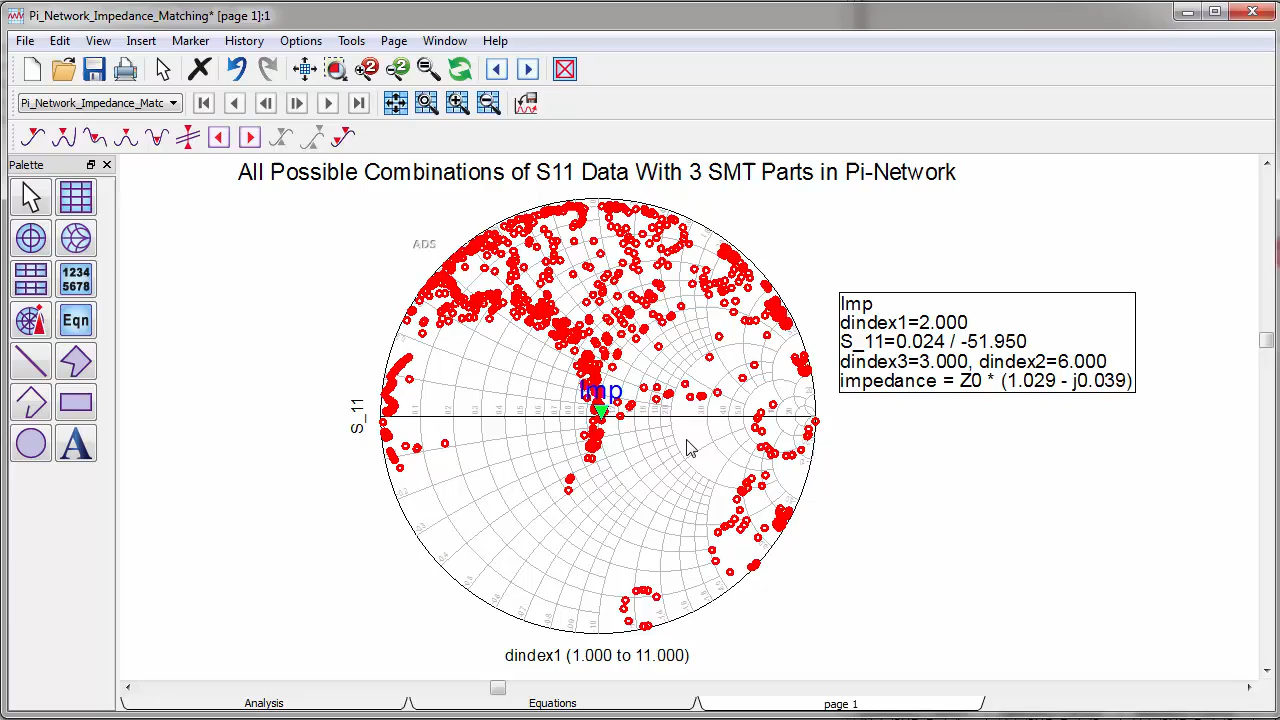 Pi_Network_Impedance_Matching* [page 1]:1
File Edit View Insert Marker History Options Tools Page Window Help
Pi_Network_Impedance_Matc
Palette
1234
5678
Eqn
A
All Possible Combinations of S11 Data With 3 SMT Parts in Pi-Network
ADS
S_11
Imp
Imp
dindex1=2.000
S_11=0.024 / -51.950
dindex3=3.000, dindex2=6.000
impedance = Z0 * (1.029 - j0.039)
dindex1 (1.000 to 11.000)
Analysis Equations page 1